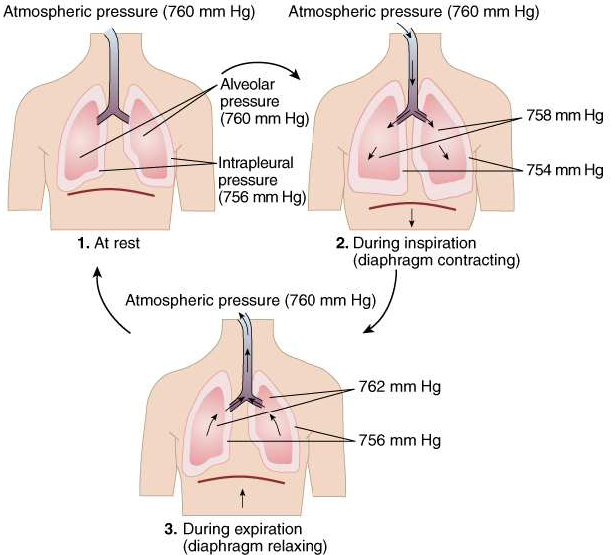 Atmospheric pressure (760 mm Hg)
Alveolar
pressure
(760 mm Hg)
Intrapleural
pressure
(756 mm Hg)
1. At rest
Atmospheric pressure (760 mm Hg)
758 mm Hg
754 mm Hg
2. During inspiration
(diaphragm contracting)
Atmospheric pressure (760 mm Hg)
762 mm Hg
756 mm Hg
3. During expiration
(diaphragm relaxing)